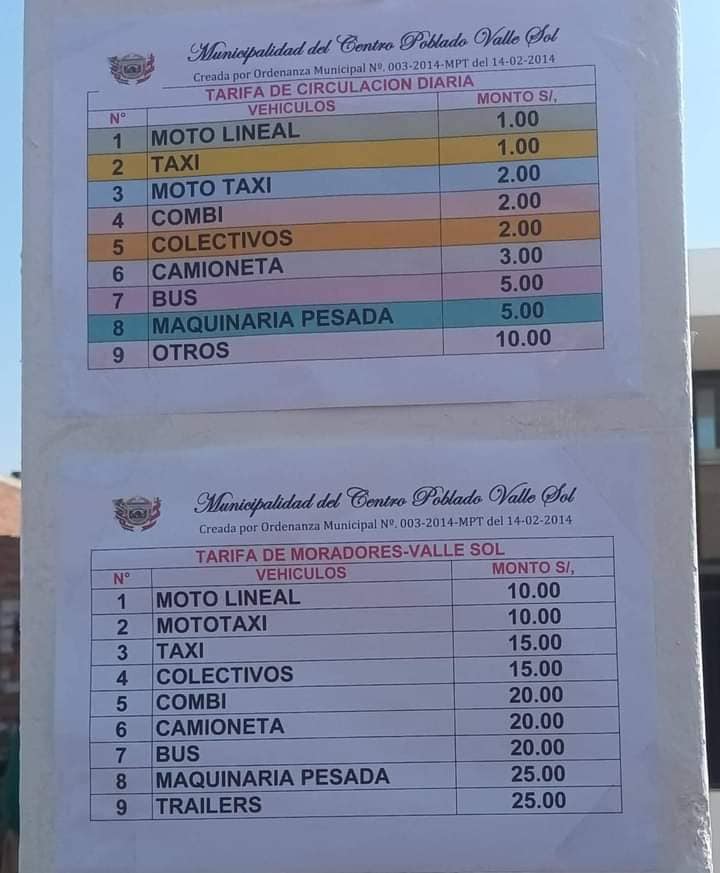 Municipalidad del Centro Poblado Valle Sol
Creada por Ordenanza Municipal Nº. 003-2014-MPT del 14-02-2014
TARIFA DE CIRCULACION DIARIA
N° VEHICULOS MONTO S/,
1 MOTO LINEAL 1.00
2 TAXI 1.00
3 MOTO TAXI 2.00
4 COMBI 2.00
5 COLECTIVOS 2.00
6 CAMIONETA 3.00
7 BUS 5.00
8 MAQUINARIA PESADA 5.00
9 OTROS 10.00
Municipalidad del Centro Poblado Valle Sol
Creada por Ordenanza Municipal Nº. 003-2014-MPT del 14-02-2014
TARIFA DE MORADORES-VALLE SOL
N° VEHICULOS MONTO S/,
1 MOTO LINEAL 10.00
2 MOTOTAXI 10.00
3 TAXI 15.00
4 COLECTIVOS 15.00
5 COMBI 20.00
6 CAMIONETA 20.00
7 BUS 20.00
8 MAQUINARIA PESADA 25.00
9 TRAILERS 25.00